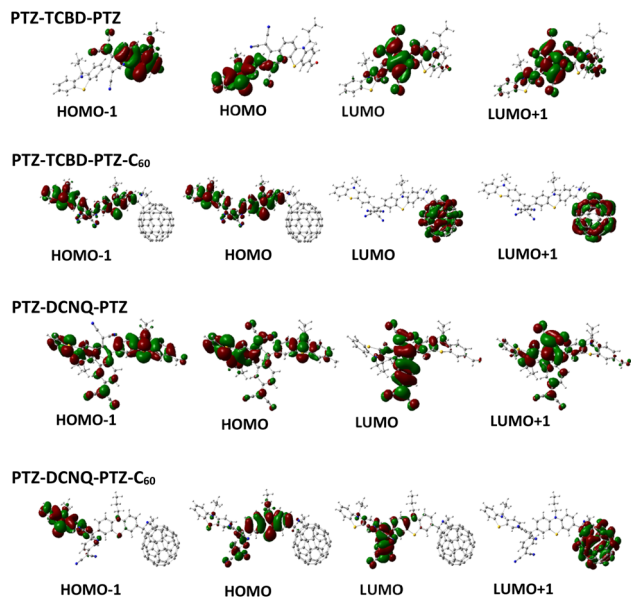 PTZ-TCBD-PTZ
HOMO-1 HOMO LUMO LUMO+1
PTZ-TCBD-PTZ-C₆₀
HOMO-1 HOMO LUMO LUMO+1
PTZ-DCNQ-PTZ
HOMO-1 HOMO LUMO LUMO+1
PTZ-DCNQ-PTZ-C₆₀
HOMO-1 HOMO LUMO LUMO+1